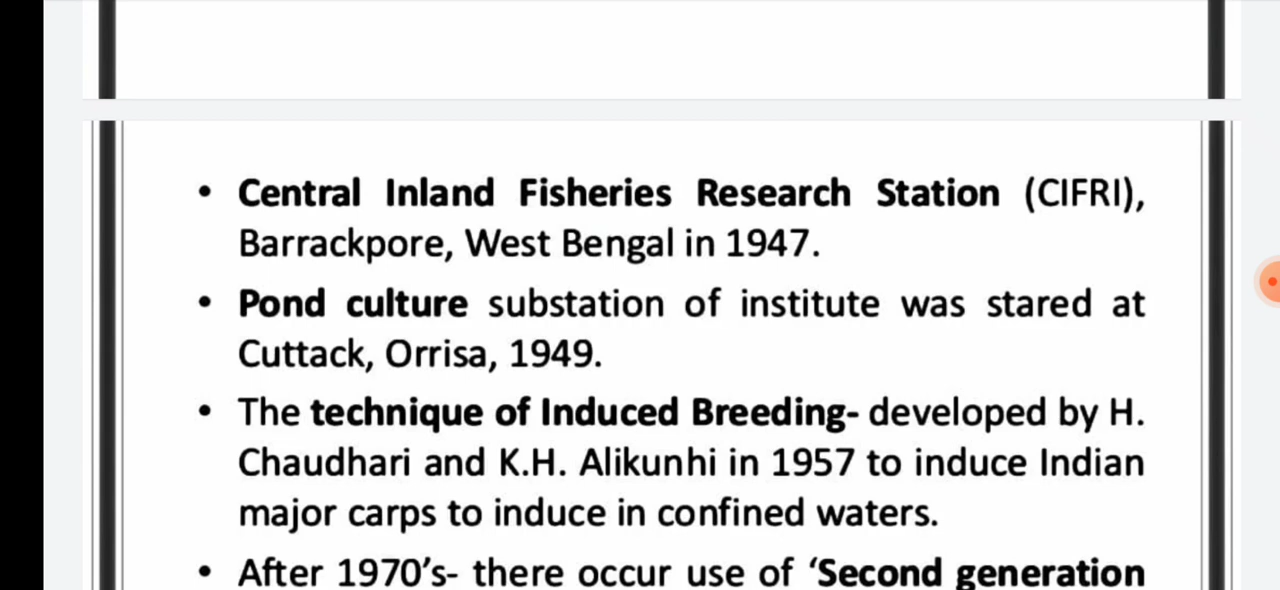 • Central Inland Fisheries Research Station (CIFRI),
Barrackpore, West Bengal in 1947.
• Pond culture substation of institute was stared at
Cuttack, Orrisa, 1949.
• The technique of Induced Breeding- developed by H.
Chaudhari and K.H. Alikunhi in 1957 to induce Indian
major carps to induce in confined waters.
• After 1970’s- there occur use of ‘Second generation